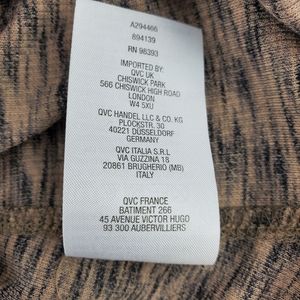 A294466
894139
RN 98393
IMPORTED BY:
QVC UK
CHISWICK PARK
566 CHISWICK HIGH ROAD
LONDON
W4 5XU
QVC HANDEL LLC & CO. KG
PLOCKSTR. 30
40221 DÜSSELDORF
GERMANY
QVC ITALIA S.R.L
VIA GUZZINA 18
20861 BRUGHERIO (MB)
ITALY
QVC FRANCE
BATIMENT 266
45 AVENUE VICTOR HUGO
93 300 AUBERVILLIERS